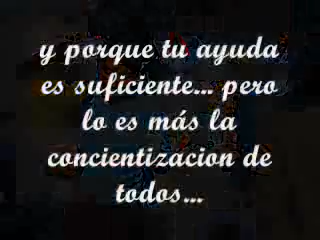 y porque tu ayuda
es suficiente... pero
lo es más la
concientizacion de
todos...